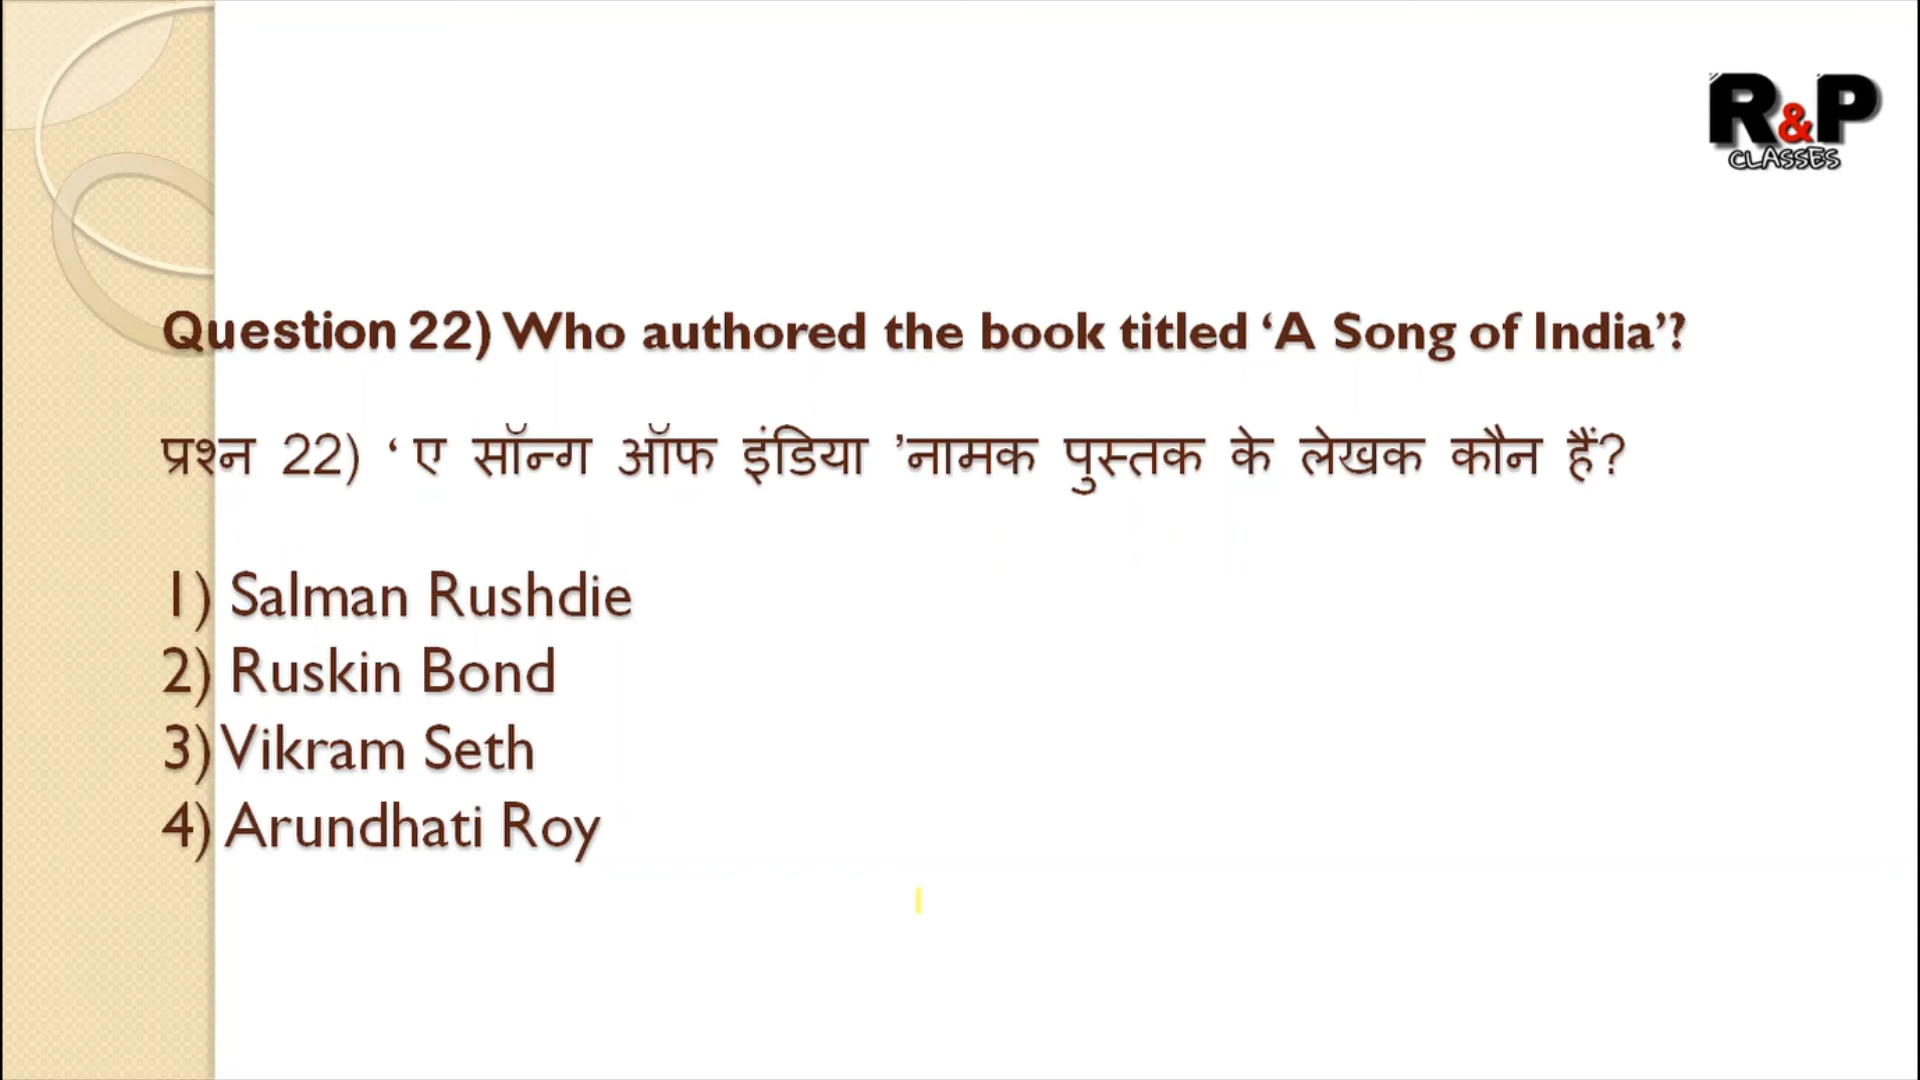 R&P
CLASSES
Question 22) Who authored the book titled ‘A Song of India’?
प्रश्न 22) ‘ ए सॉन्ग ऑफ इंडिया ’नामक पुस्तक के लेखक कौन हैं?
1) Salman Rushdie
2) Ruskin Bond
3) Vikram Seth
4) Arundhati Roy